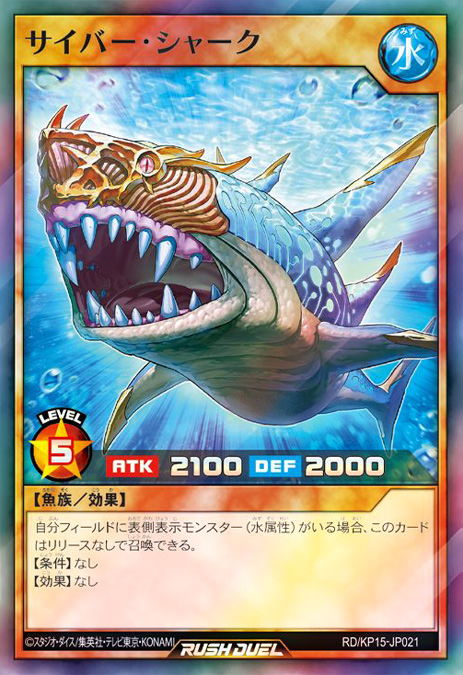 サイバー・シャーク
みず
水
LEVEL
5
ATK 2100 DEF 2000
【魚族／効果】
自分フィールドに表側表示モンスター（水属性）がいる場合、このカード
はリリースなしで召喚できる。
【条件】なし
【効果】なし
©スタジオ・ダイス/集英社・テレビ東京・KONAMI
RUSH DUEL
RD/KP15-JP021